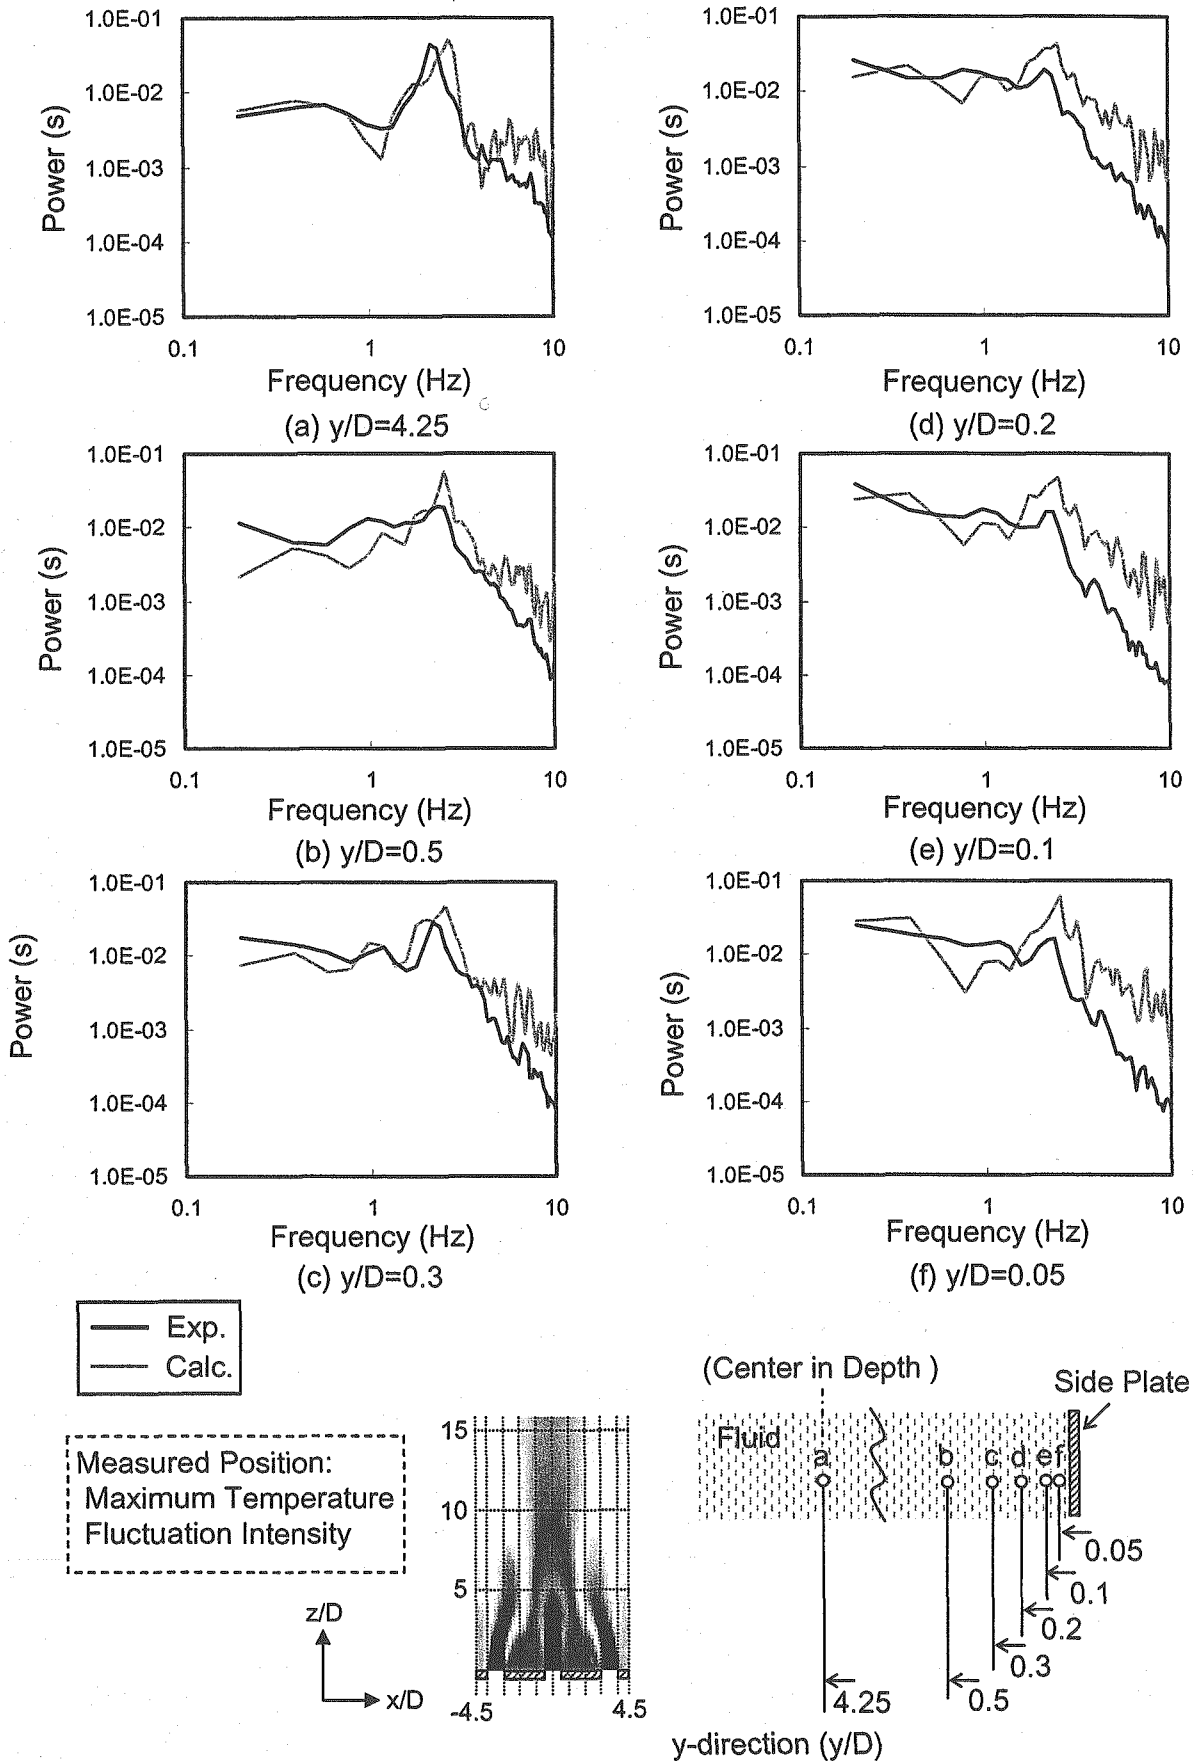 1.0E-01
1.0E-02
1.0E-03
1.0E-04
1.0E-05
Power (s)
0.1 1 10
Frequency (Hz)
(a) y/D=4.25
1.0E-01
1.0E-02
1.0E-03
1.0E-04
1.0E-05
Power (s)
0.1 1 10
Frequency (Hz)
(d) y/D=0.2
1.0E-01
1.0E-02
1.0E-03
1.0E-04
1.0E-05
Power (s)
0.1 1 10
Frequency (Hz)
(b) y/D=0.5
1.0E-01
1.0E-02
1.0E-03
1.0E-04
1.0E-05
Power (s)
0.1 1 10
Frequency (Hz)
(e) y/D=0.1
1.0E-01
1.0E-02
1.0E-03
1.0E-04
1.0E-05
Power (s)
0.1 1 10
Frequency (Hz)
(c) y/D=0.3
1.0E-01
1.0E-02
1.0E-03
1.0E-04
1.0E-05
Power (s)
0.1 1 10
Frequency (Hz)
(f) y/D=0.05
Exp.
Calc.
Measured Position:
Maximum Temperature
Fluctuation Intensity
z/D
x/D
15
10
5
-4.5 4.5
(Center in Depth )
Side Plate
Fluid
a b c d e f
0.05
0.1
0.2
0.3
4.25 0.5
y-direction (y/D)